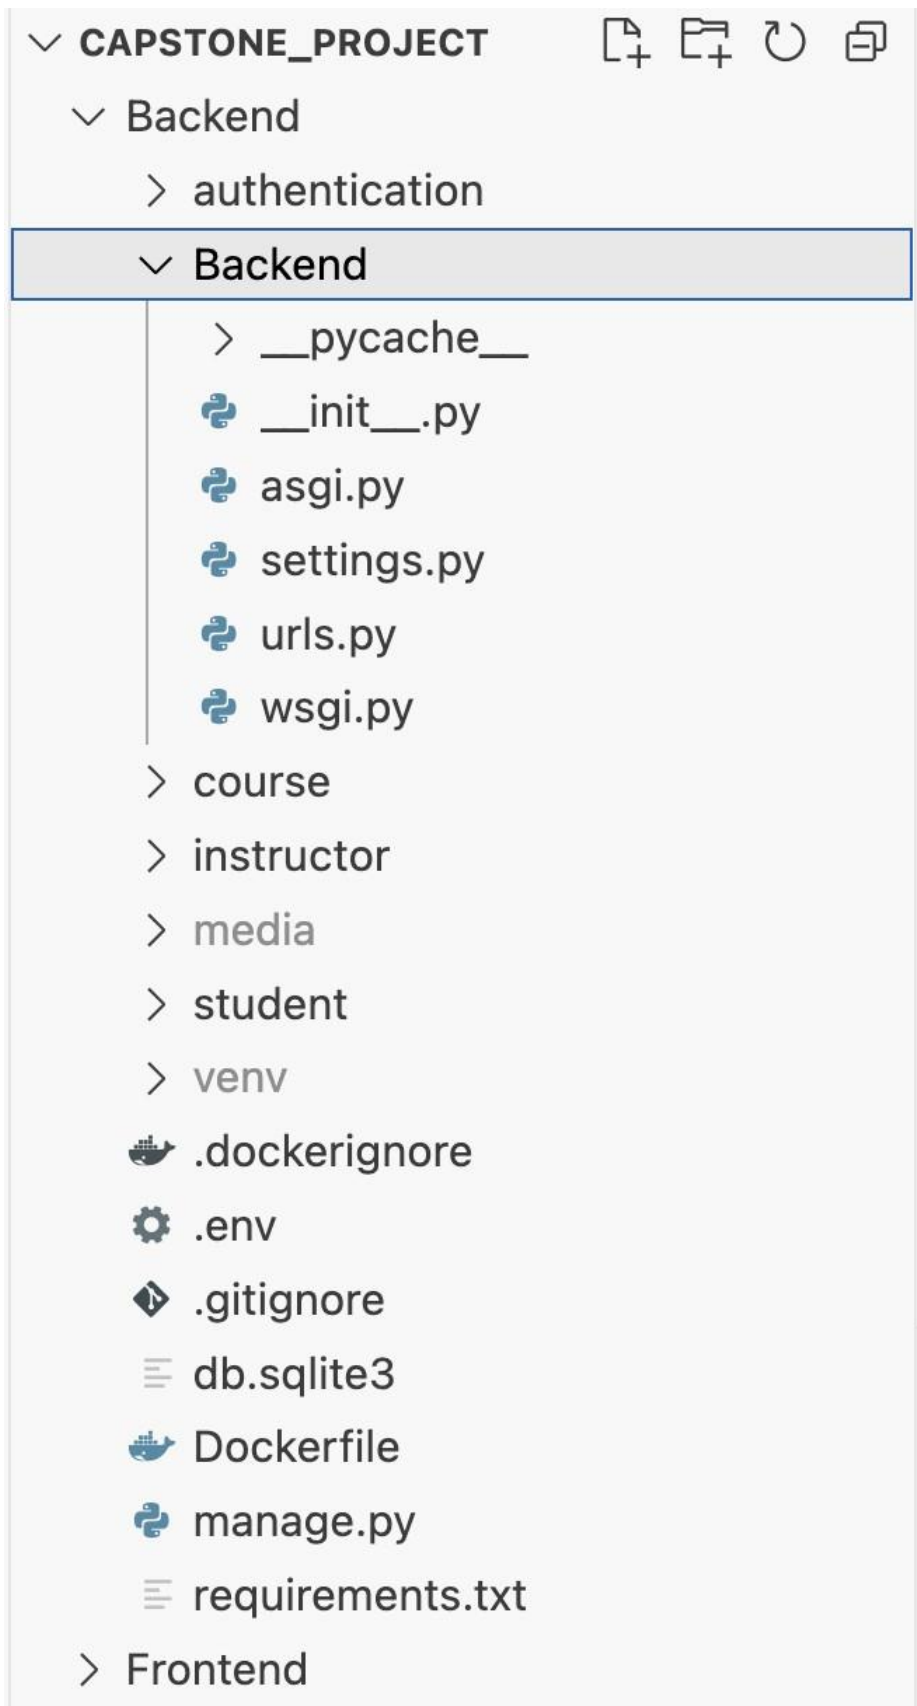 CAPSTONE_PROJECT
Backend
authentication
Backend
__pycache__
__init__.py
asgi.py
settings.py
urls.py
wsgi.py
course
instructor
media
student
venv
.dockerignore
.env
.gitignore
db.sqlite3
Dockerfile
manage.py
requirements.txt
Frontend